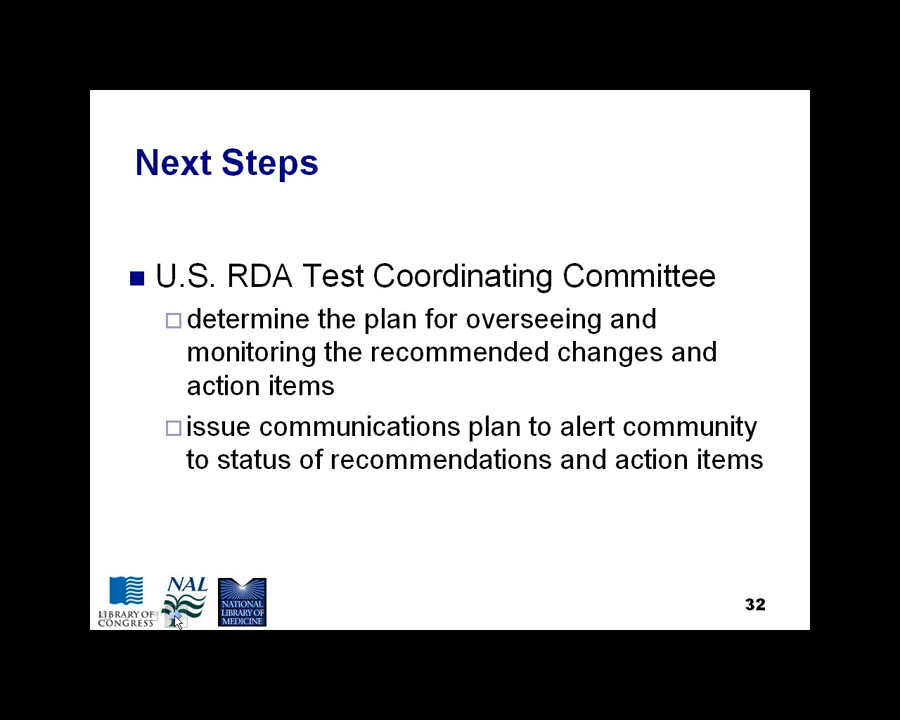 Next Steps
U.S. RDA Test Coordinating Committee
determine the plan for overseeing and
monitoring the recommended changes and
action items
issue communications plan to alert community
to status of recommendations and action items
LIBRARY OF
CONGRESS
NAL
NATIONAL
LIBRARY OF
MEDICINE
32